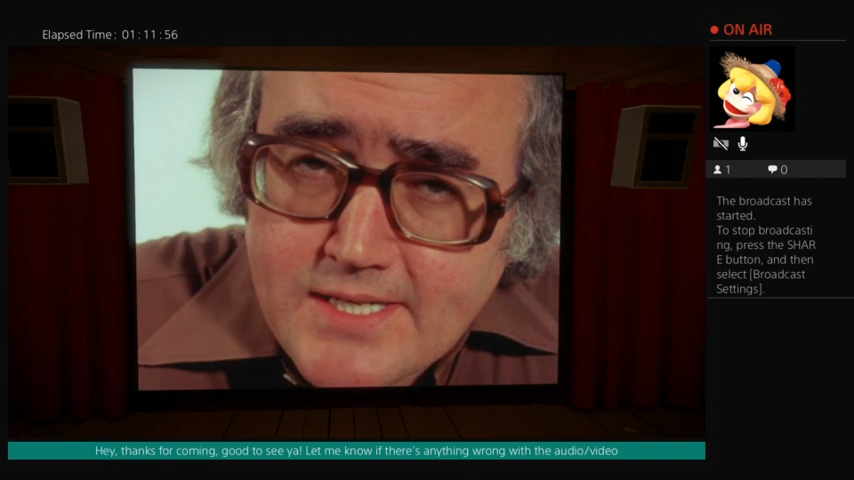 Elapsed Time: 01:11:56
ON AIR
1
0
The broadcast has
started.
To stop broadcasti
ng, press the SHAR
E button, and then
select [Broadcast
Settings].
Hey, thanks for coming, good to see ya! Let me know if there's anything wrong with the audio/video